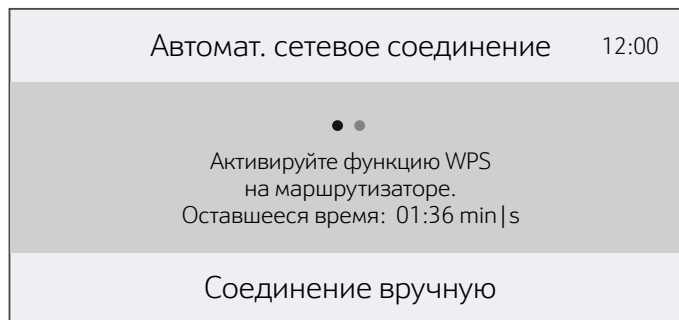 Автомат. сетевое соединение 12:00
Активируйте функцию WPS
на маршрутизаторе.
Оставшееся время: 01:36 min|s
Соединение вручную